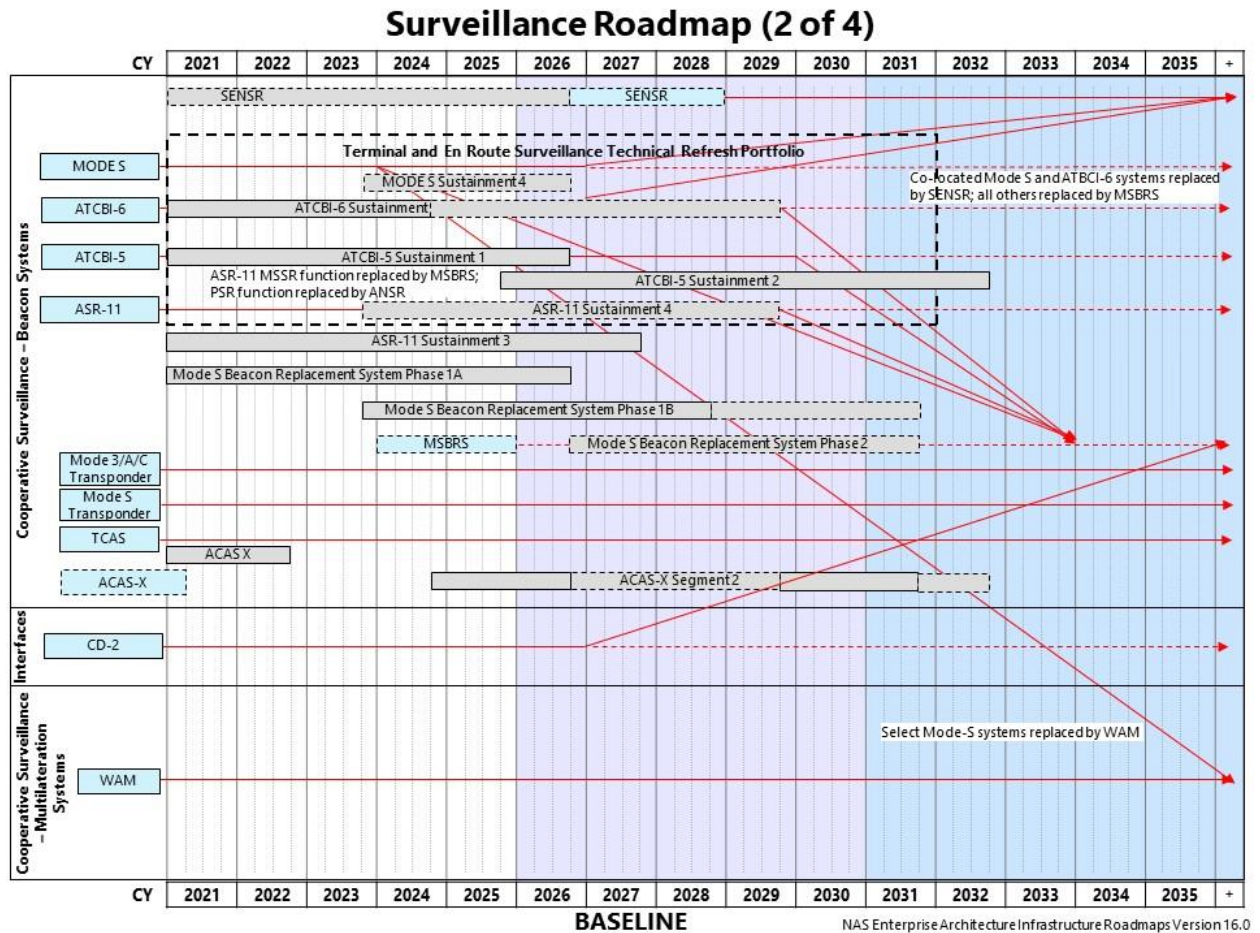 Surveillance Roadmap (2 of 4)
CY 2021 2022 2023 2024 2025 2026 2027 2028 2029 2030 2031 2032 2033 2034 2035 +
Cooperative Surveillance – Beacon Systems
SENSR
SENSR
Terminal and En Route Surveillance Technical Refresh Portfolio
MODE S
MODE S Sustainment 4
Co-located Mode S and ATBCI-6 systems replaced
by SENSR; all others replaced by MSBRS
ATCBI-6
ATCBI-6 Sustainment
ATCBI-5
ATCBI-5 Sustainment 1
ASR-11 MSSR function replaced by MSBRS;
PSR function replaced by ANSR
ATCBI-5 Sustainment 2
ASR-11
ASR-11 Sustainment 4
ASR-11 Sustainment 3
Mode S Beacon Replacement System Phase 1A
Mode S Beacon Replacement System Phase 1B
MSBRS
Mode S Beacon Replacement System Phase 2
Mode 3/A/C
Transponder
Mode S
Transponder
TCAS
ACAS X
ACAS-X
ACAS-X Segment 2
Interfaces
CD-2
Cooperative Surveillance
– Multilateration
Systems
Select Mode-S systems replaced by WAM
WAM
CY 2021 2022 2023 2024 2025 2026 2027 2028 2029 2030 2031 2032 2033 2034 2035 +
BASELINE
NAS Enterprise Architecture Infrastructure Roadmaps Version 16.0